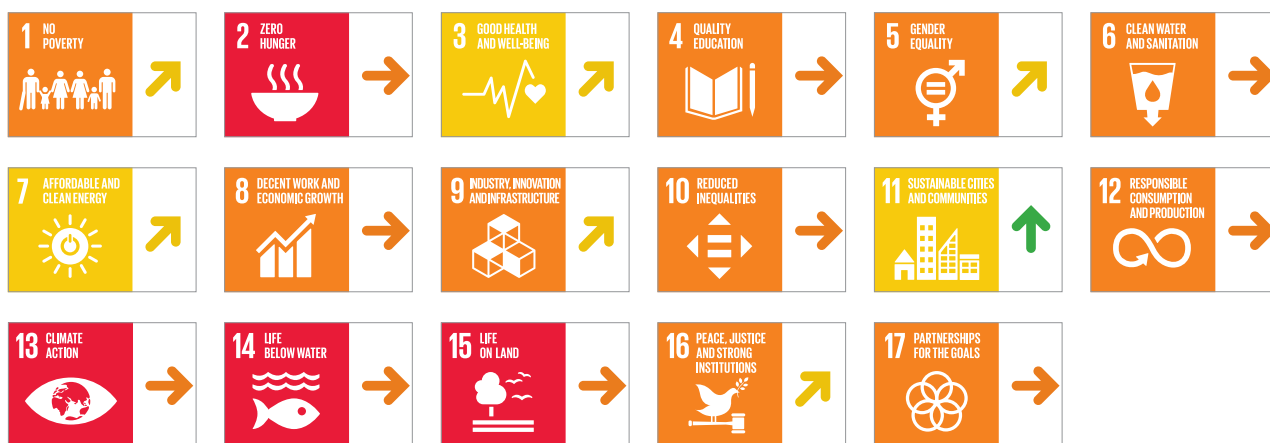 1 NO
POVERTY
2 ZERO
HUNGER
3 GOOD HEALTH
AND WELL-BEING
4 QUALITY
EDUCATION
5 GENDER
EQUALITY
6 CLEAN WATER
AND SANITATION
7 AFFORDABLE AND
CLEAN ENERGY
8 DECENT WORK AND
ECONOMIC GROWTH
9 INDUSTRY, INNOVATION
AND INFRASTRUCTURE
10 REDUCED
INEQUALITIES
11 SUSTAINABLE CITIES
AND COMMUNITIES
12 RESPONSIBLE
CONSUMPTION
AND PRODUCTION
13 CLIMATE
ACTION
14 LIFE
BELOW WATER
15 LIFE
ON LAND
16 PEACE, JUSTICE
AND STRONG
INSTITUTIONS
17 PARTNERSHIPS
FOR THE GOALS